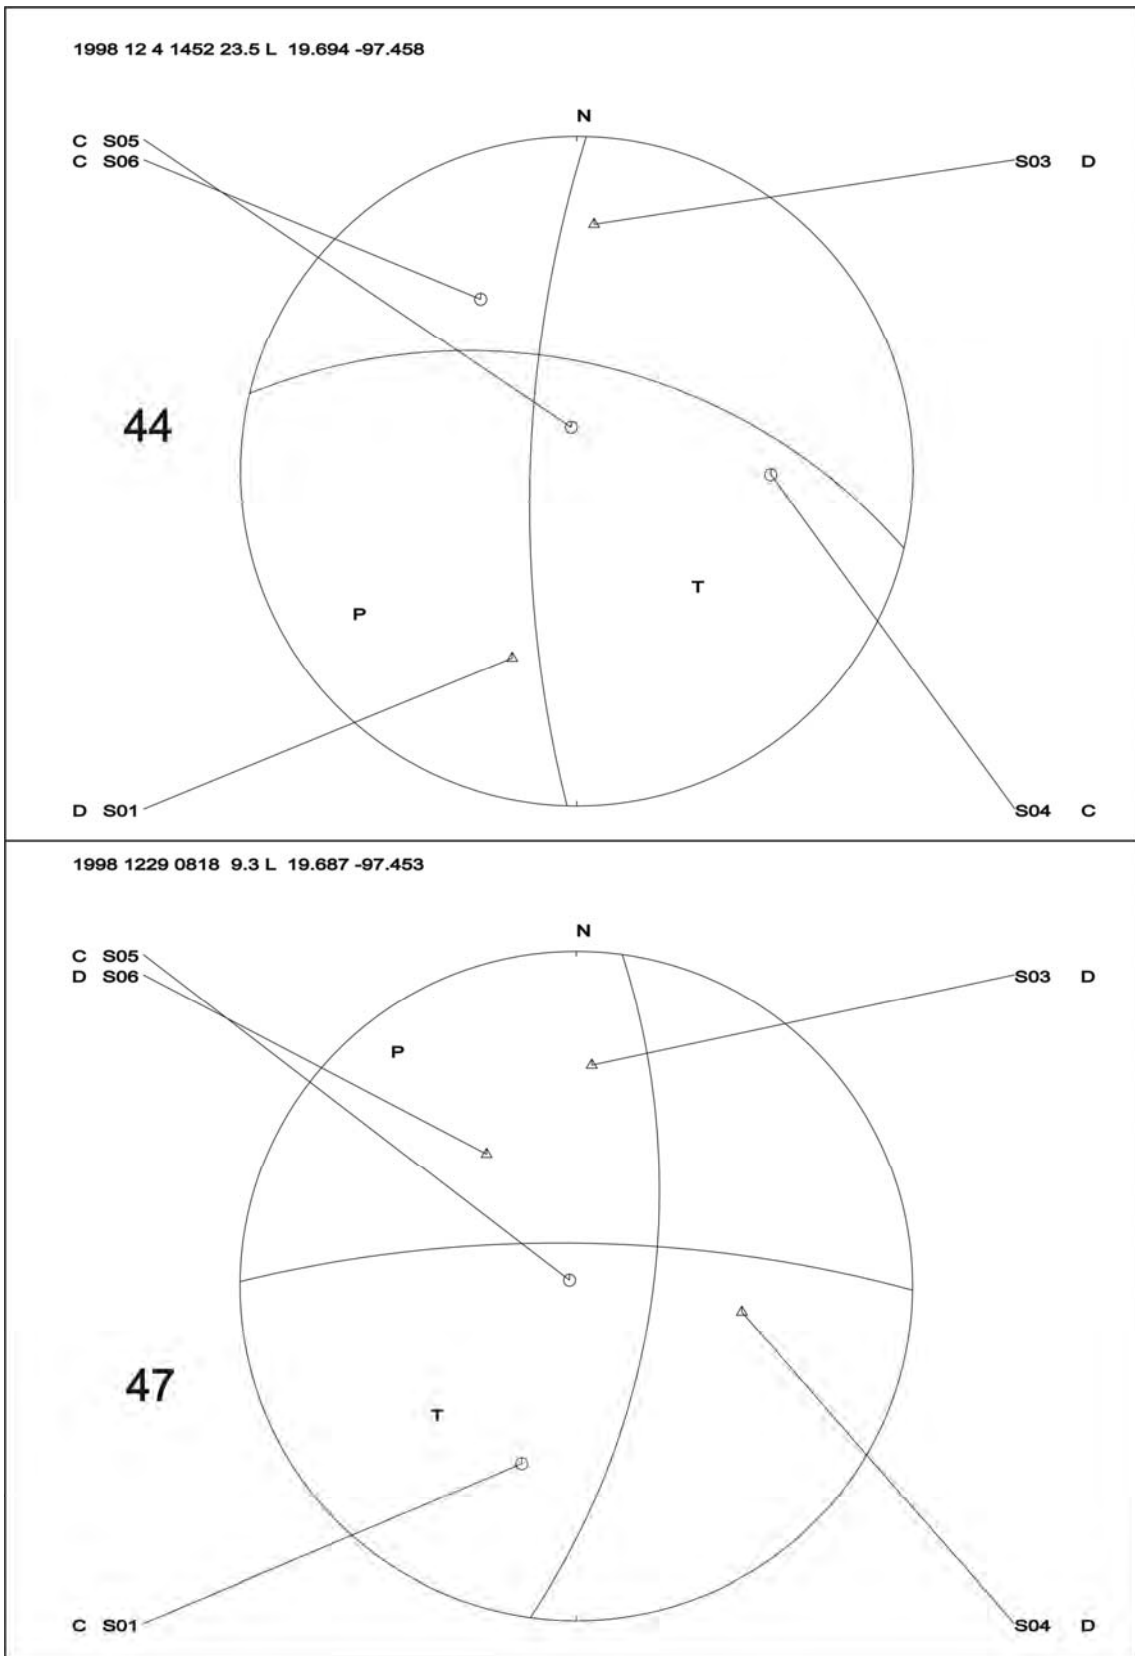 1998 12 4 1452 23.5 L 19.694 -97.458
N
C S05
C S06
S03 D
44
T
P
D S01
S04 C
1998 1229 0818 9.3 L 19.687 -97.453
N
C S05
D S06
S03 D
P
47
T
C S01
S04 D